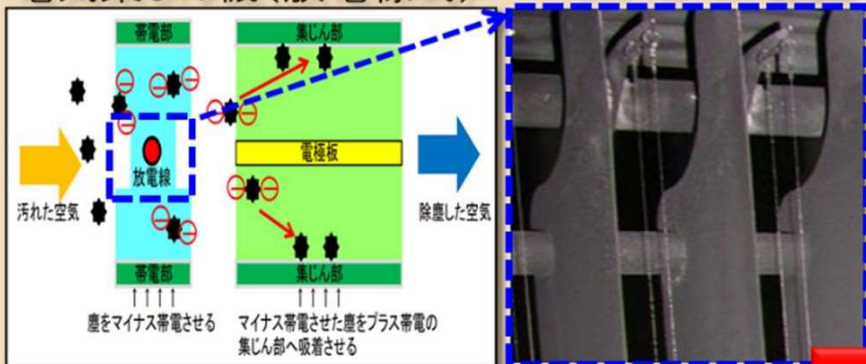 帯電部
集じん部
放電線
電極板
汚れた空気
除塵した空気
帯電部
集じん部
↑↑↑↑
↑↑↑↑
塵をマイナス帯電させる
マイナス帯電させた塵をプラス帯電の
集じん部へ吸着させる